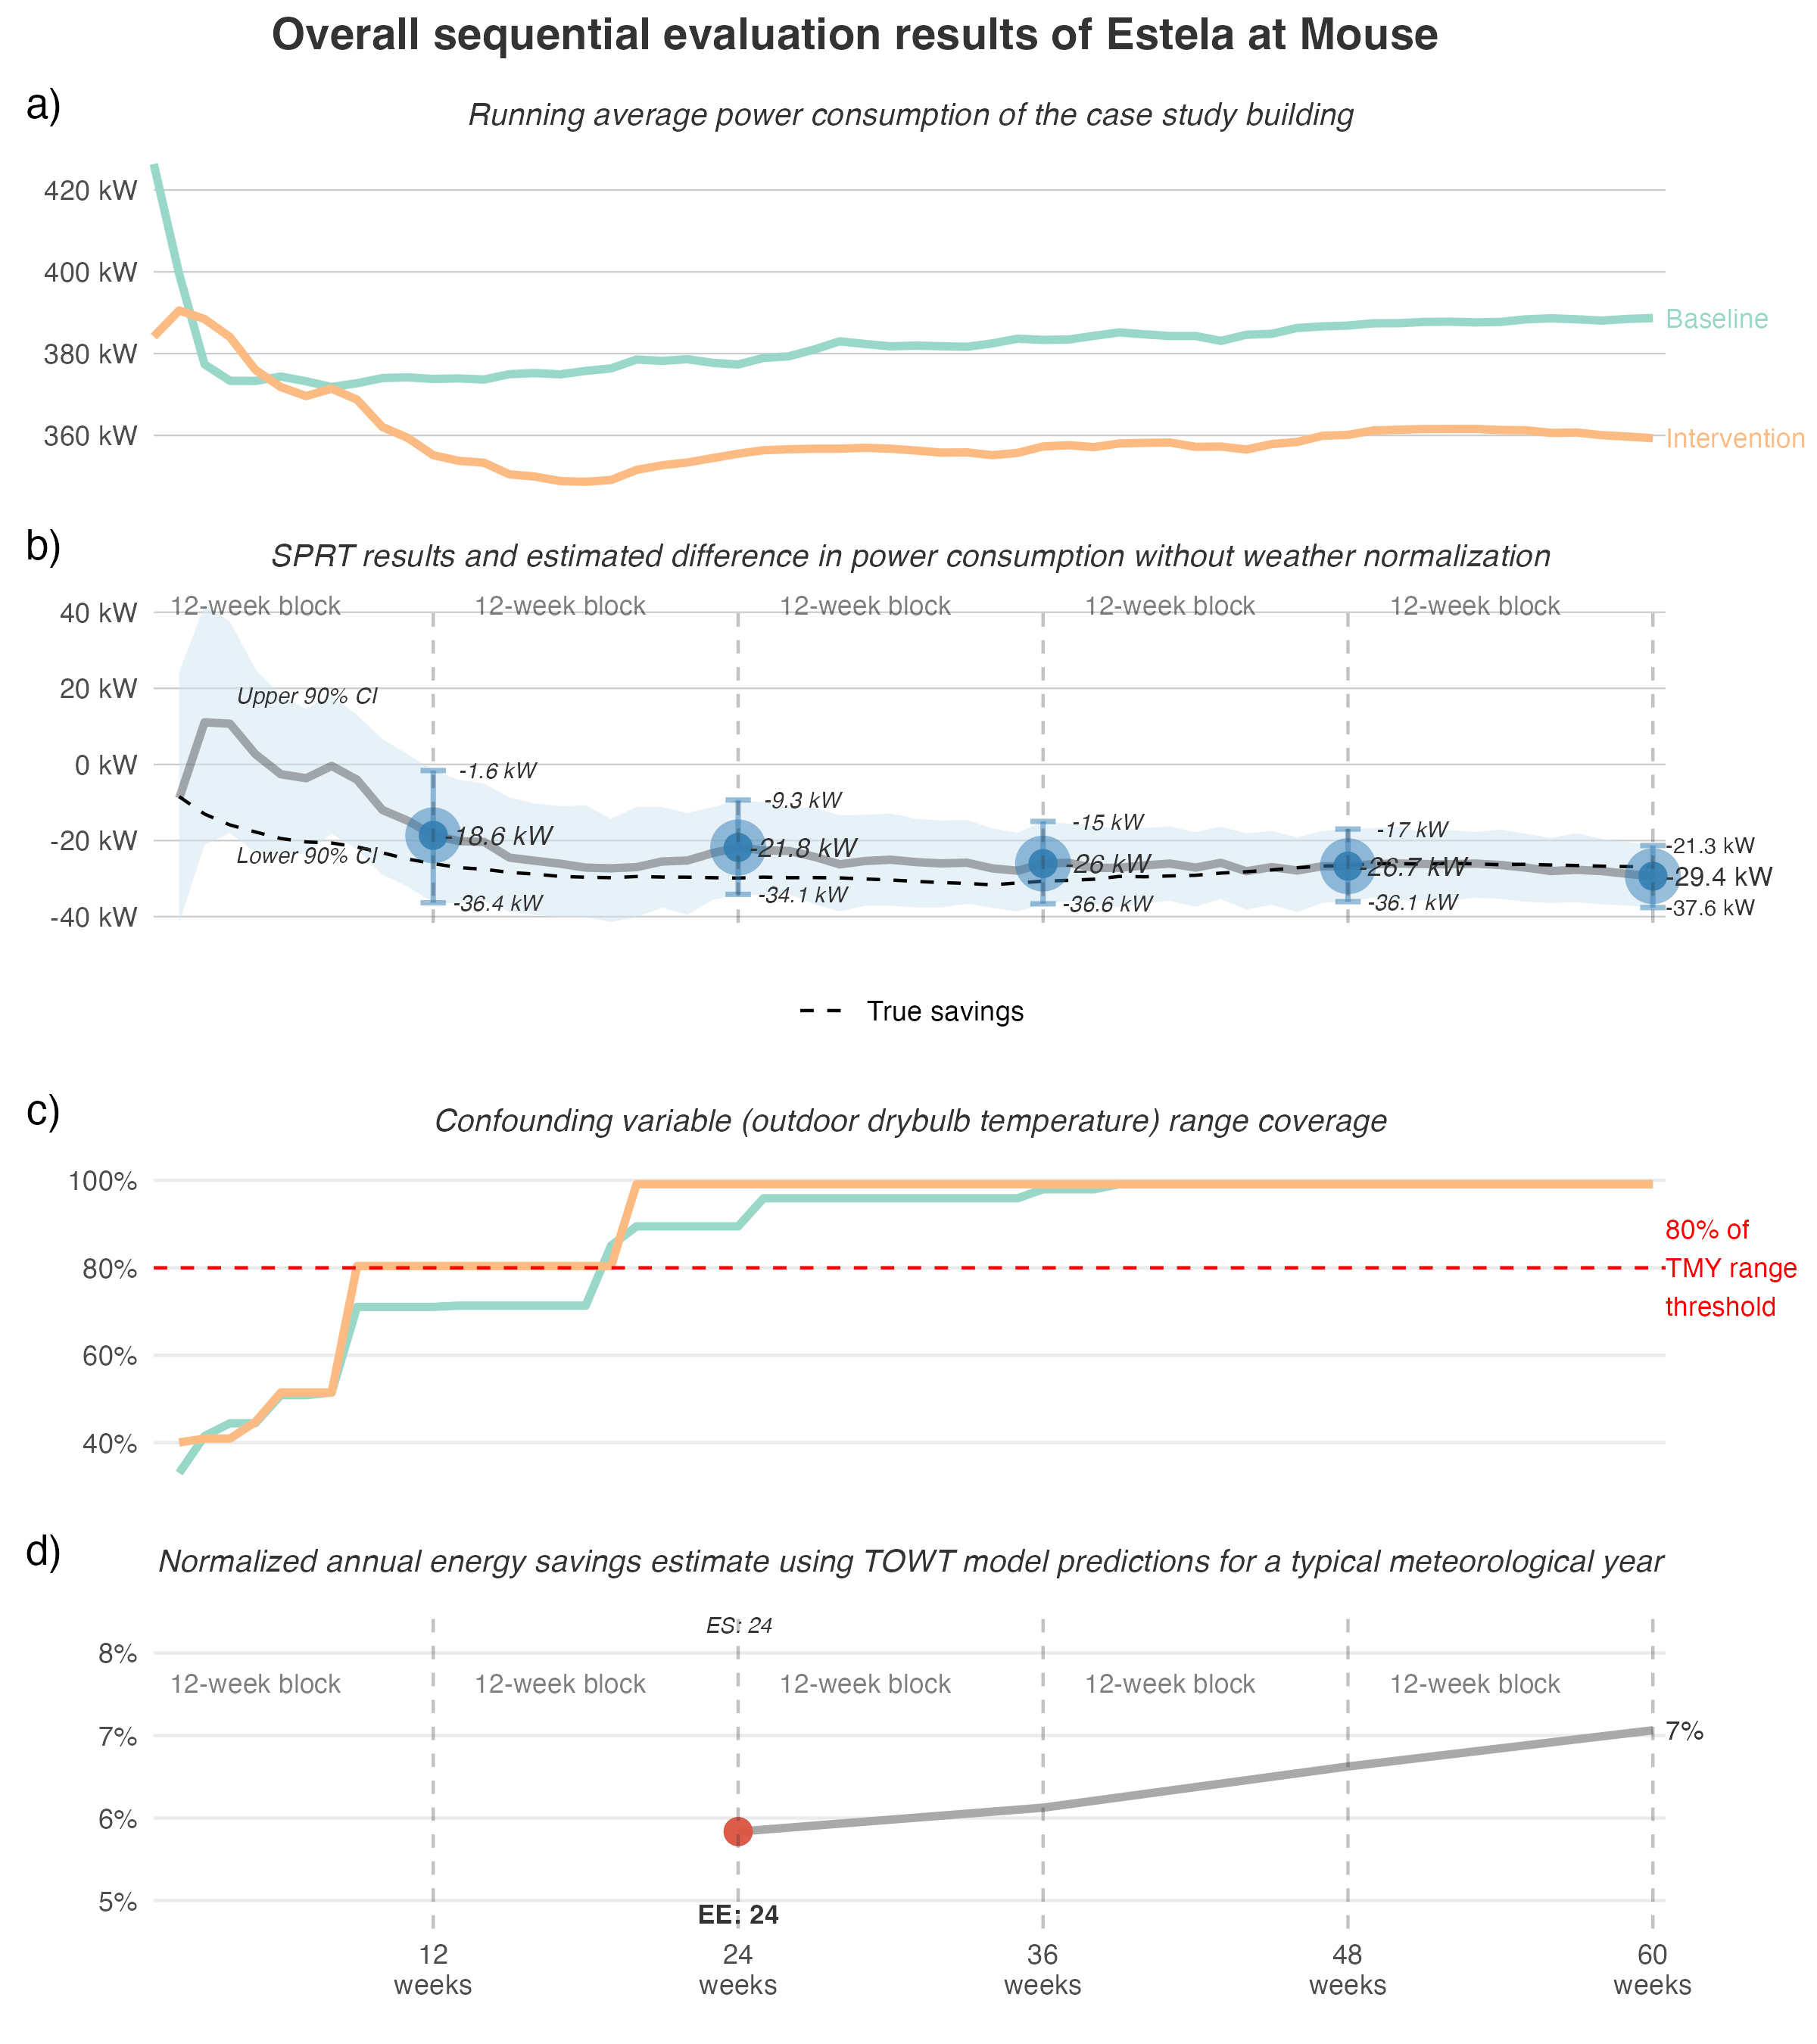 Overall sequential evaluation results of Estela at Mouse
a)
Running average power consumption of the case study building
420 kW
400 kW
380 kW
360 kW
Baseline
Intervention
b)
SPRT results and estimated difference in power consumption without weather normalization
12-week block 12-week block 12-week block 12-week block 12-week block
40 kW
20 kW
0 kW
-20 kW
-40 kW
Upper 90% CI
Lower 90% CI
-1.6 kW
-18.6 kW
-36.4 kW
-9.3 kW
-21.8 kW
-34.1 kW
-15 kW
-26 kW
-36.6 kW
-17 kW
-26.7 kW
-36.1 kW
-21.3 kW
-29.4 kW
-37.6 kW
True savings
c)
Confounding variable (outdoor drybulb temperature) range coverage
100%
80%
60%
40%
80% of
TMY range
threshold
d)
Normalized annual energy savings estimate using TOWT model predictions for a typical meteorological year
ES: 24
8%
7%
6%
5%
12-week block 12-week block 12-week block 12-week block 12-week block
7%
EE: 24
12 weeks
24 weeks
36 weeks
48 weeks
60 weeks